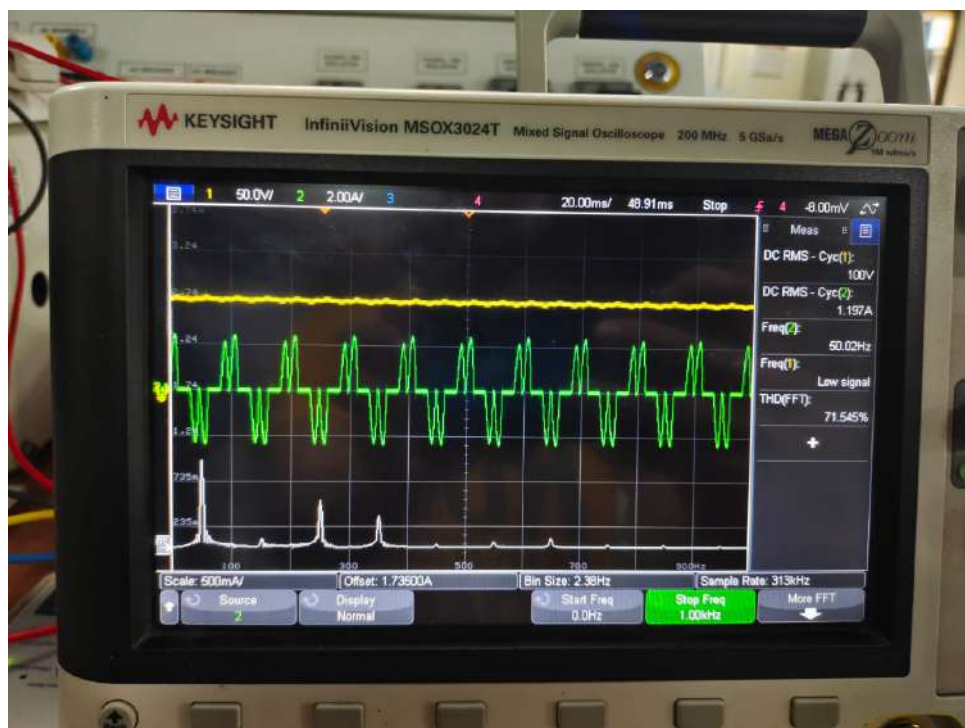 KEYSIGHT InfiniiVision MSOX3024T Mixed Signal Oscilloscope 200 MHz 5 GSa/s MEGA Zoom
1 50.0V/ 2 2.00A/ 3 4 20.00ms/ 48.91ms Stop 4 -8.00mV
Meas
3.24
DC RMS - Cyc(1):
100V
DC RMS - Cyc(2):
1.197A
Freq(2):
50.02Hz
Freq(1):
Low signal
THD(FFT):
71.545%
735m
235m
100 300 500 700 900Hz
Scale: 500mA/ Offset: 1.73500A Bin Size: 2.38Hz Sample Rate: 313kHz
Source
2
Display
Normal
Start Freq
0.0Hz
Stop Freq
1.00kHz
More FFT